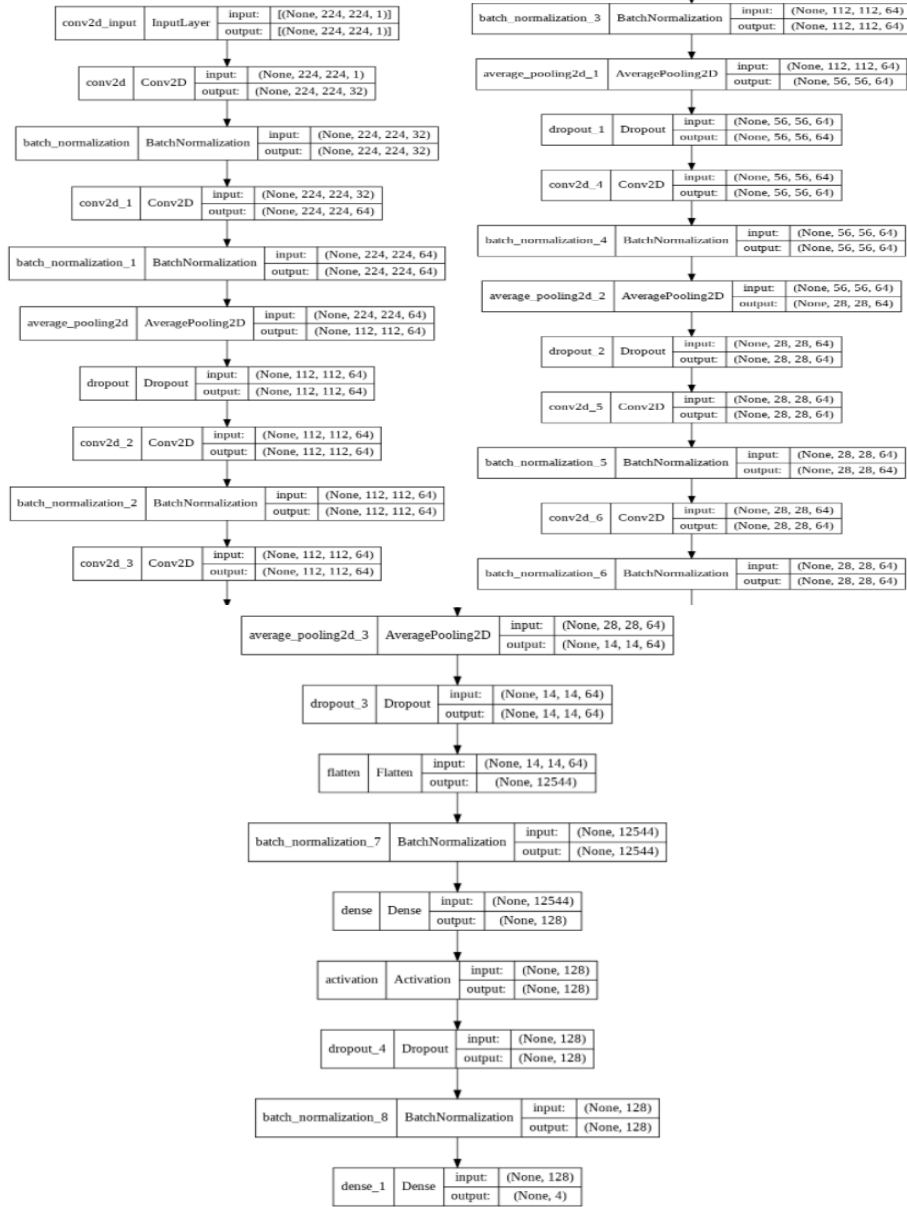 conv2d_input InputLayer input: [(None, 224, 224, 1)]
output: [(None, 224, 224, 1)]
conv2d Conv2D input: (None, 224, 224, 1)
output: (None, 224, 224, 32)
batch_normalization BatchNormalization input: (None, 224, 224, 32)
output: (None, 224, 224, 32)
conv2d_1 Conv2D input: (None, 224, 224, 32)
output: (None, 224, 224, 64)
batch_normalization_1 BatchNormalization input: (None, 224, 224, 64)
output: (None, 224, 224, 64)
average_pooling2d AveragePooling2D input: (None, 224, 224, 64)
output: (None, 112, 112, 64)
dropout Dropout input: (None, 112, 112, 64)
output: (None, 112, 112, 64)
conv2d_2 Conv2D input: (None, 112, 112, 64)
output: (None, 112, 112, 64)
batch_normalization_2 BatchNormalization input: (None, 112, 112, 64)
output: (None, 112, 112, 64)
conv2d_3 Conv2D input: (None, 112, 112, 64)
output: (None, 112, 112, 64)
batch_normalization_3 BatchNormalization input: (None, 112, 112, 64)
output: (None, 112, 112, 64)
average_pooling2d_1 AveragePooling2D input: (None, 112, 112, 64)
output: (None, 56, 56, 64)
dropout_1 Dropout input: (None, 56, 56, 64)
output: (None, 56, 56, 64)
conv2d_4 Conv2D input: (None, 56, 56, 64)
output: (None, 56, 56, 64)
batch_normalization_4 BatchNormalization input: (None, 56, 56, 64)
output: (None, 56, 56, 64)
average_pooling2d_2 AveragePooling2D input: (None, 56, 56, 64)
output: (None, 28, 28, 64)
dropout_2 Dropout input: (None, 28, 28, 64)
output: (None, 28, 28, 64)
conv2d_5 Conv2D input: (None, 28, 28, 64)
output: (None, 28, 28, 64)
batch_normalization_5 BatchNormalization input: (None, 28, 28, 64)
output: (None, 28, 28, 64)
conv2d_6 Conv2D input: (None, 28, 28, 64)
output: (None, 28, 28, 64)
batch_normalization_6 BatchNormalization input: (None, 28, 28, 64)
output: (None, 28, 28, 64)
average_pooling2d_3 AveragePooling2D input: (None, 28, 28, 64)
output: (None, 14, 14, 64)
dropout_3 Dropout input: (None, 14, 14, 64)
output: (None, 14, 14, 64)
flatten Flatten input: (None, 14, 14, 64)
output: (None, 12544)
batch_normalization_7 BatchNormalization input: (None, 12544)
output: (None, 12544)
dense Dense input: (None, 12544)
output: (None, 128)
activation Activation input: (None, 128)
output: (None, 128)
dropout_4 Dropout input: (None, 128)
output: (None, 128)
batch_normalization_8 BatchNormalization input: (None, 128)
output: (None, 128)
dense_1 Dense input: (None, 128)
output: (None, 4)